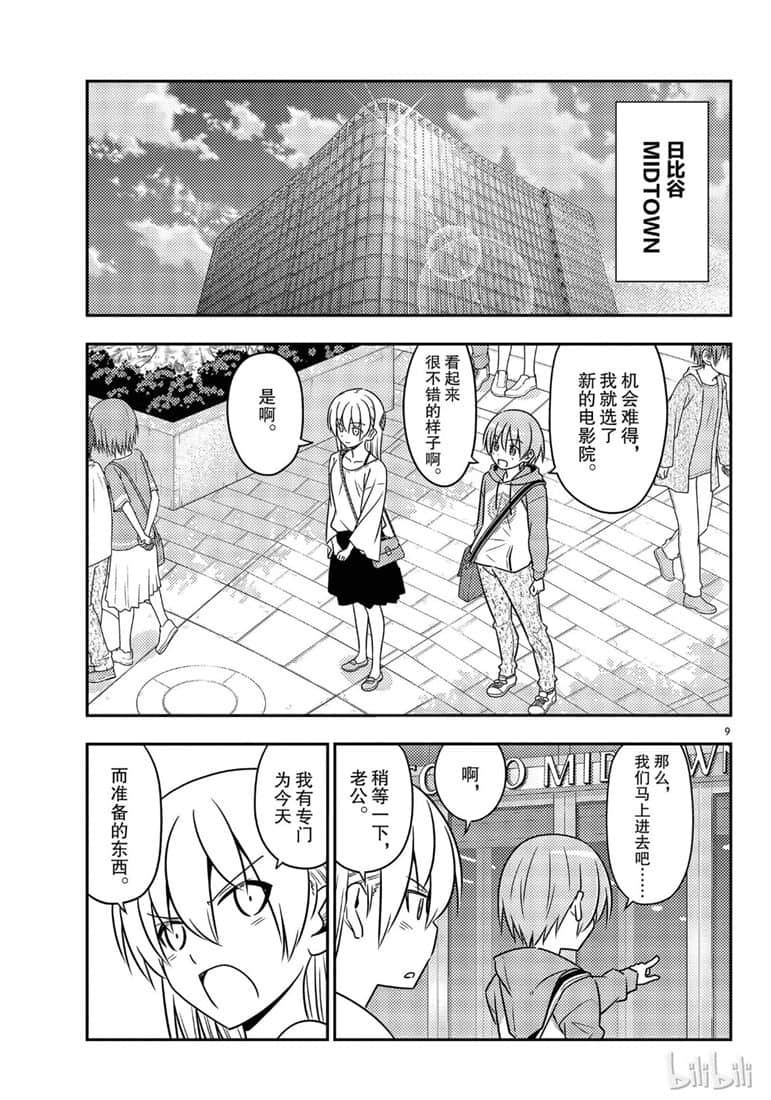 日比谷
MIDTOWN
机会难得，
我就选了
新的电影院。
看起来
很不错的样子啊。
是啊。
9
TO
O MID
W
那么，
我们马上进去吧……
啊，
稍等一下，
老公。
我有专门
为今天
而准备的东西。
bilibili